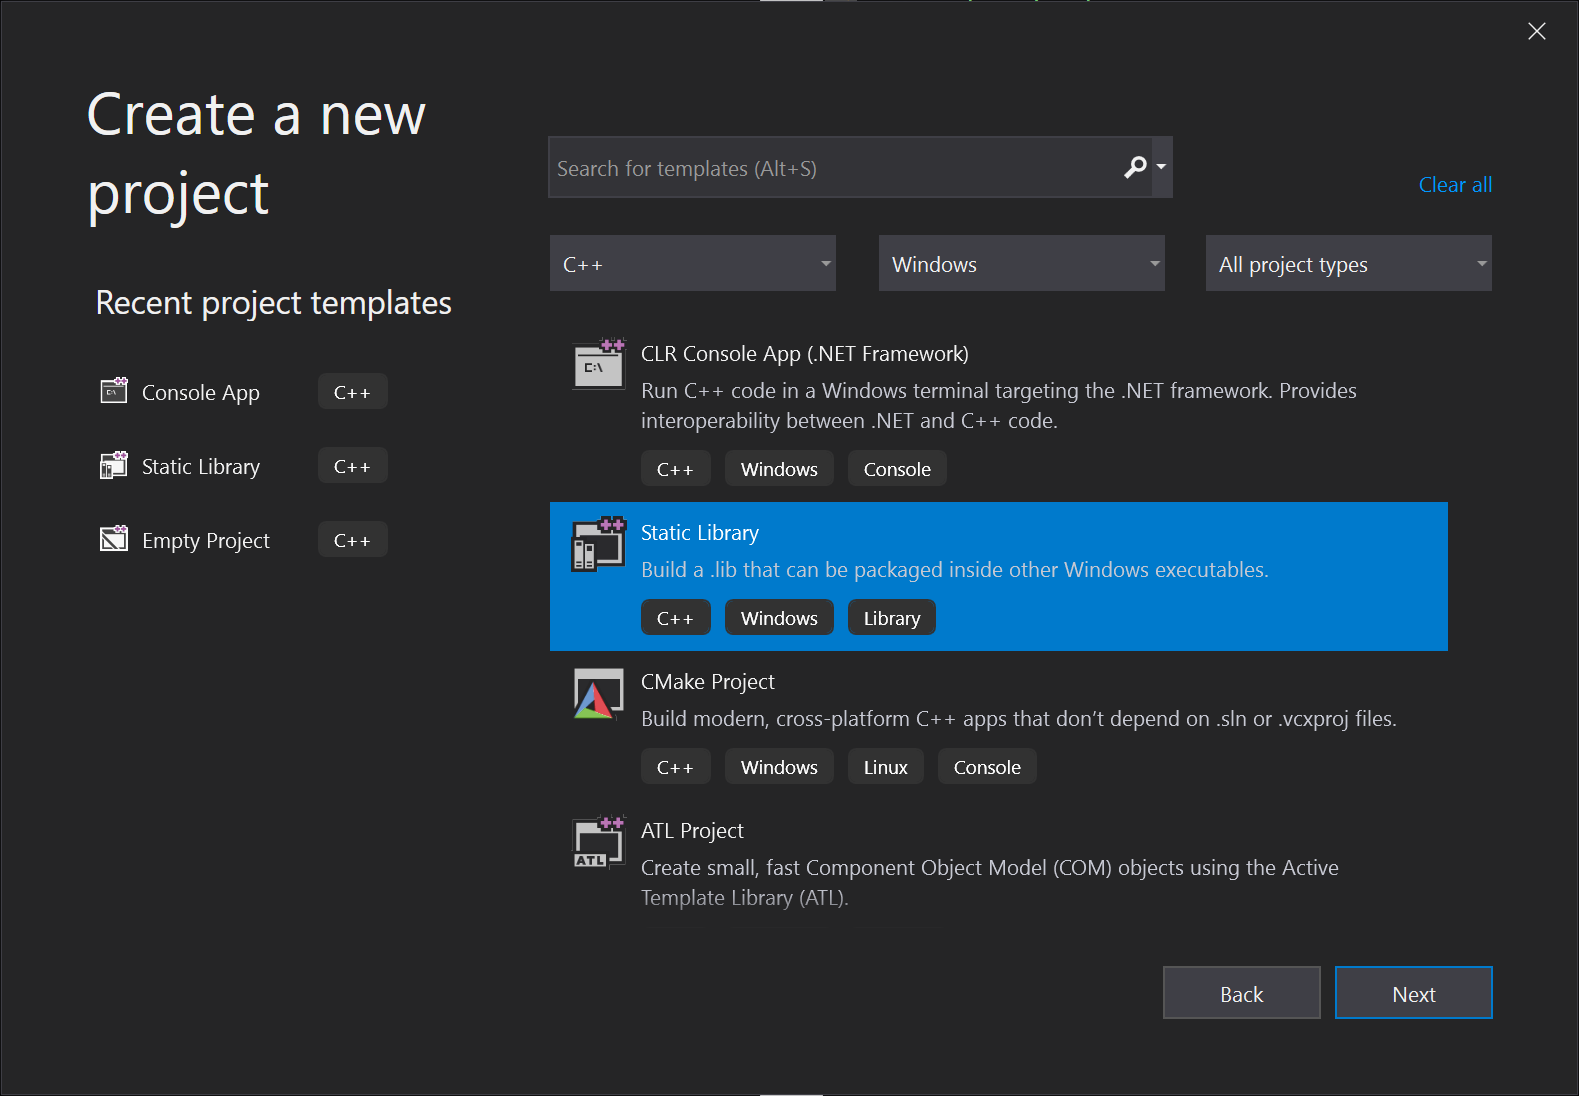 Create a new
project
Search for templates (Alt+S)
Clear all
C++
Windows
All project types
Recent project templates
Console App
C++
Static Library
C++
Empty Project
C++
C:\
CLR Console App (.NET Framework)
Run C++ code in a Windows terminal targeting the .NET framework. Provides
interoperability between .NET and C++ code.
C++
Windows
Console
Static Library
Build a .lib that can be packaged inside other Windows executables.
C++
Windows
Library
CMake Project
Build modern, cross-platform C++ apps that don’t depend on .sln or .vcxproj files.
C++
Windows
Linux
Console
ATL
ATL Project
Create small, fast Component Object Model (COM) objects using the Active
Template Library (ATL).
Back
Next